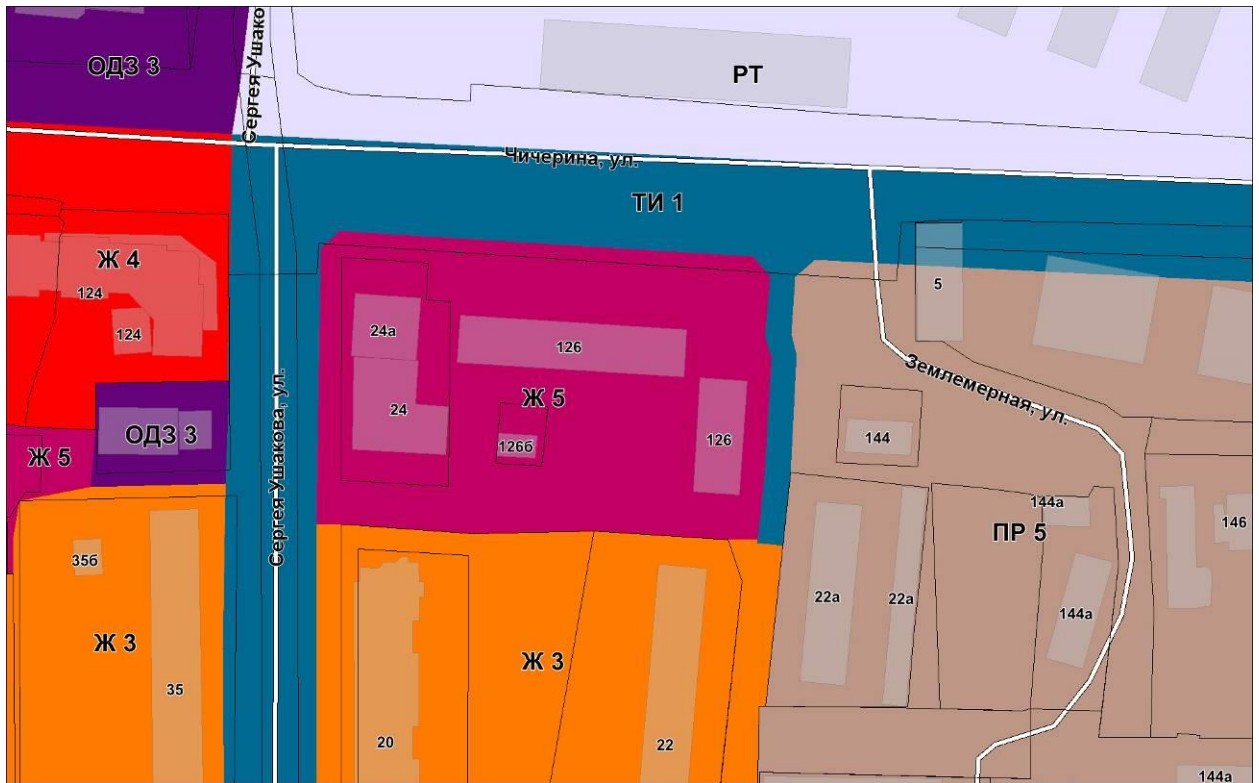 ОДЗ 3
Сергея Ушако
РТ
Чичерина, ул.
ТИ 1
Ж 4
124
124
5
24а
126
24
Ж 5
126б
126
Землемерная, ул.
144
ОДЗ 3
Ж 5
Сергея Ушакова, ул.
144а
146
ПР 5
35б
22а
22а
144а
Ж 3
Ж 3
35
20
22
144а